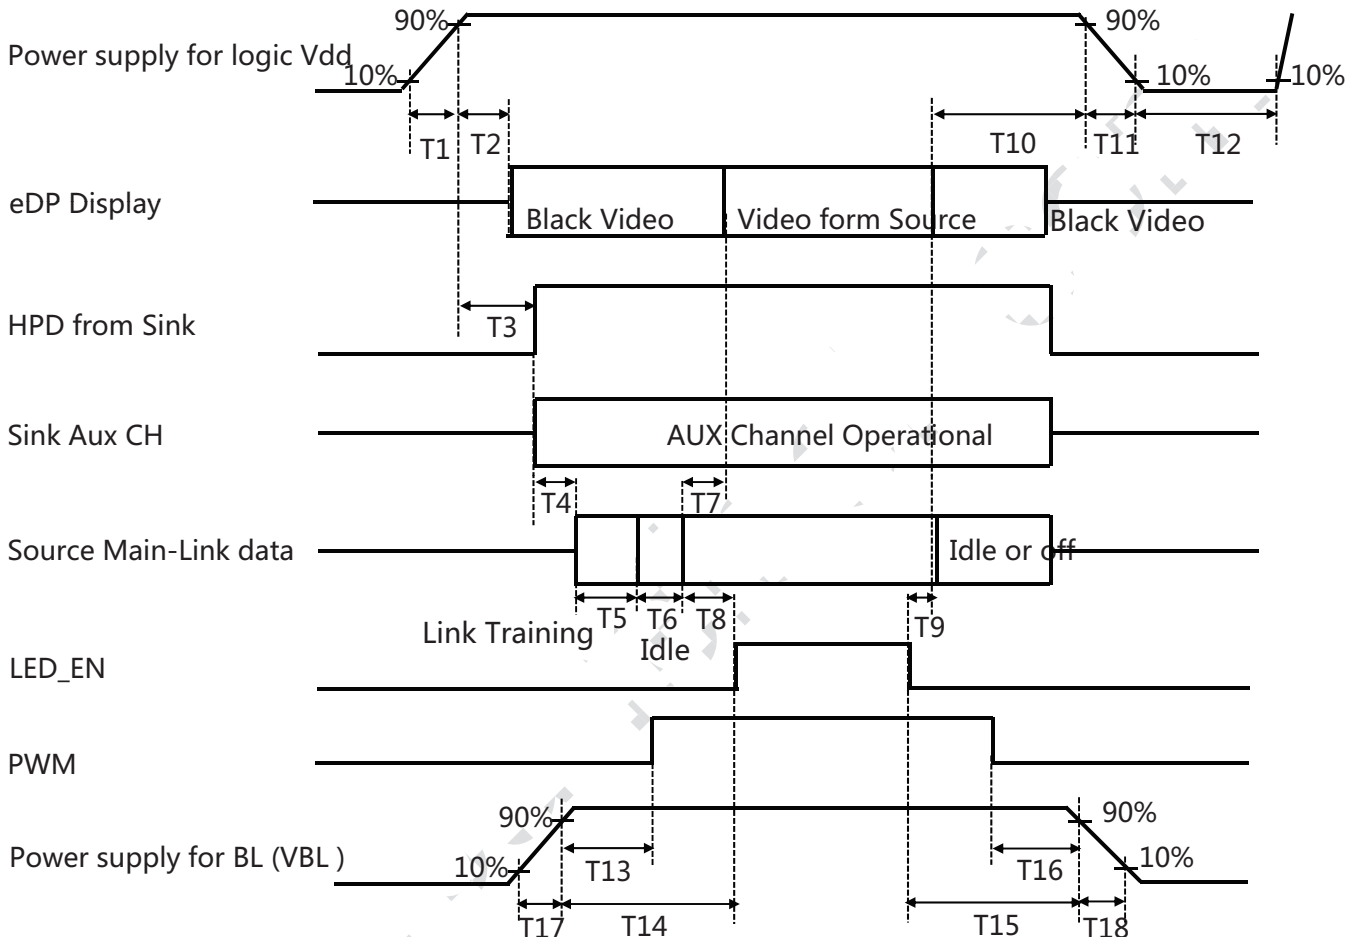 90%
90%
Power supply for logic Vdd
10%
10%
10%
T1
T2
T10
T11
T12
eDP Display
Black Video
Video form Source
Black Video
HPD from Sink
T3
Sink Aux CH
AUX Channel Operational
T4
T7
Source Main-Link data
Idle or off
T5
T6
T8
T9
Link Training
Idle
LED_EN
PWM
90%
90%
Power supply for BL (VBL )
10%
10%
T13
T16
T17
T14
T15
T18